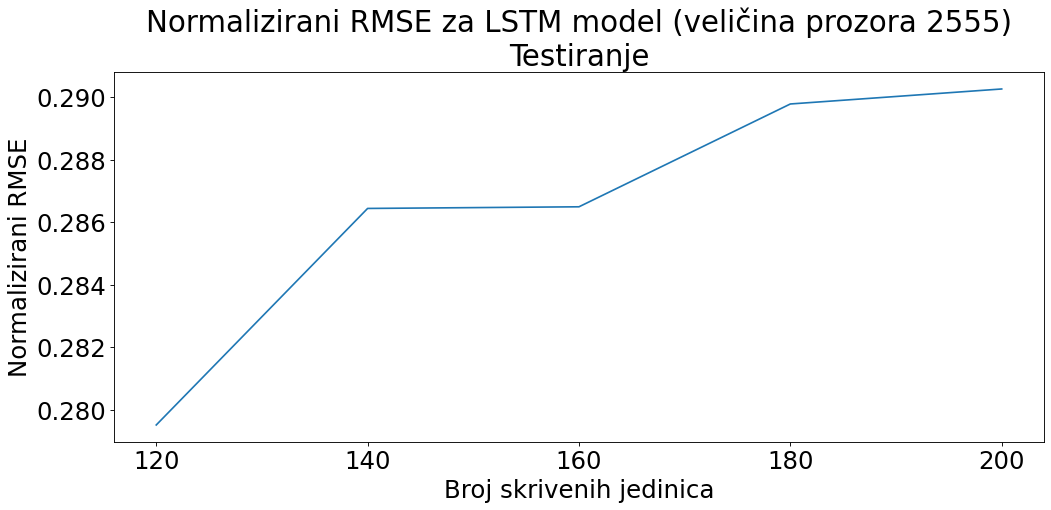 Normalizirani RMSE za LSTM model (veličina prozora 2555)
Testiranje
Normalizirani RMSE
0.290
0.288
0.286
0.284
0.282
0.280
120 140 160 180 200
Broj skrivenih jedinica